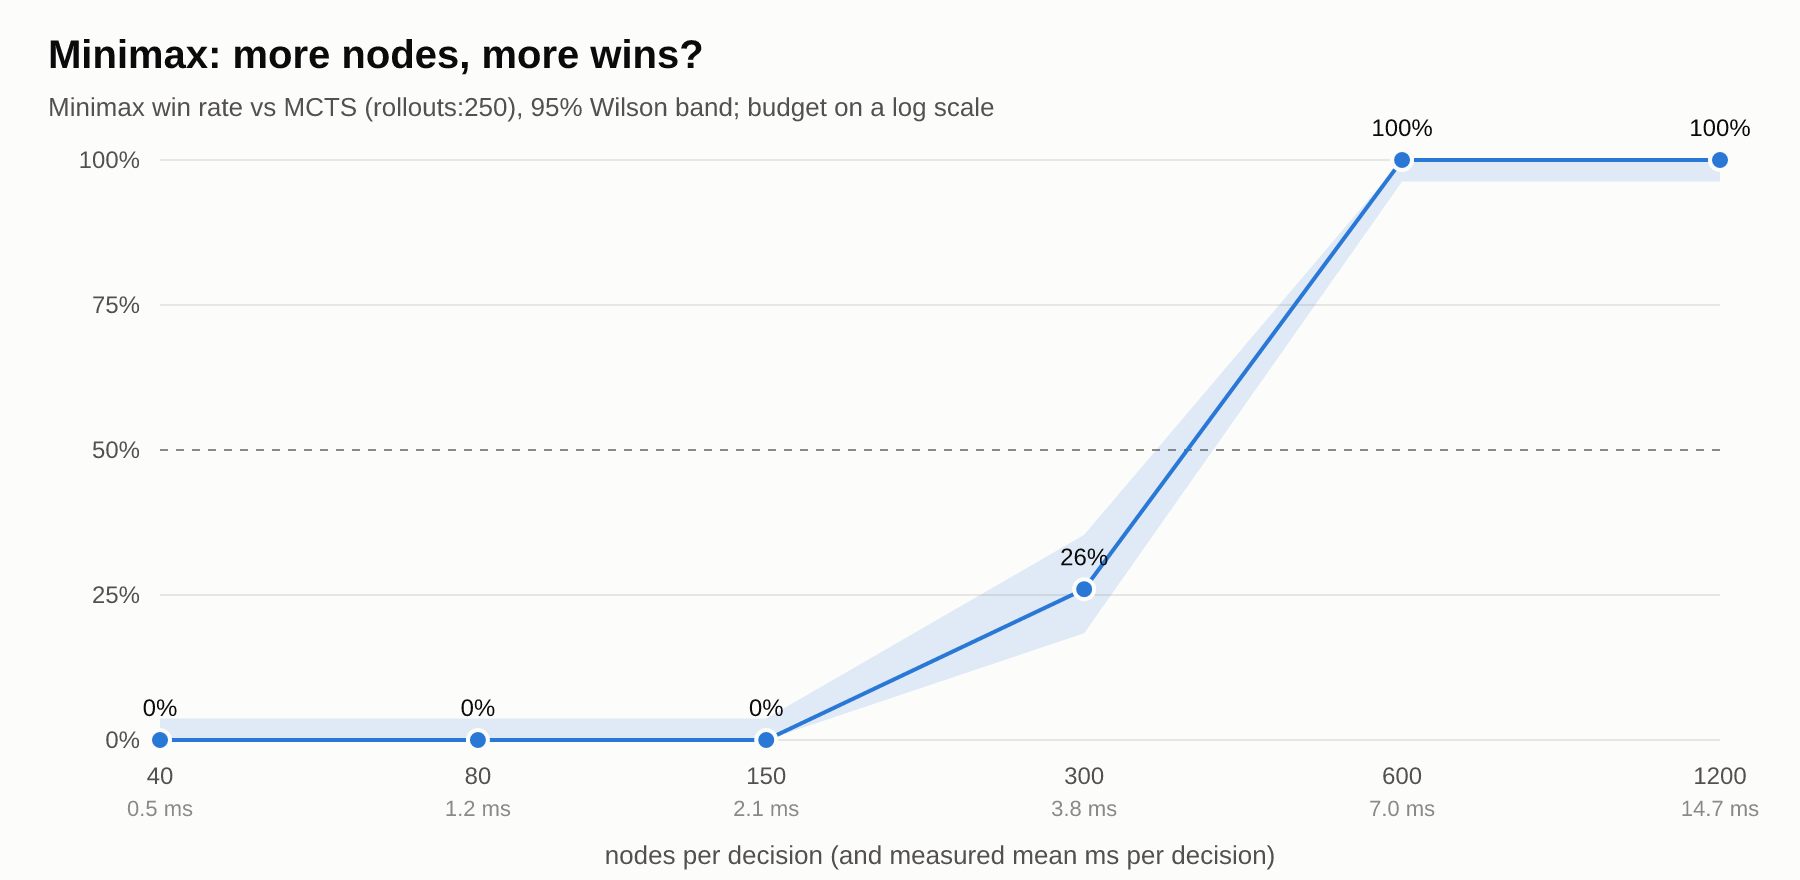 Minimax: more nodes, more wins?
Minimax win rate vs MCTS (rollouts:250), 95% Wilson band; budget on a log scale
100% 100%
100%
75%
50%
26%
25%
0% 0% 0%
0%
40 80 150 300 600 1200
0.5 ms 1.2 ms 2.1 ms 3.8 ms 7.0 ms 14.7 ms
nodes per decision (and measured mean ms per decision)